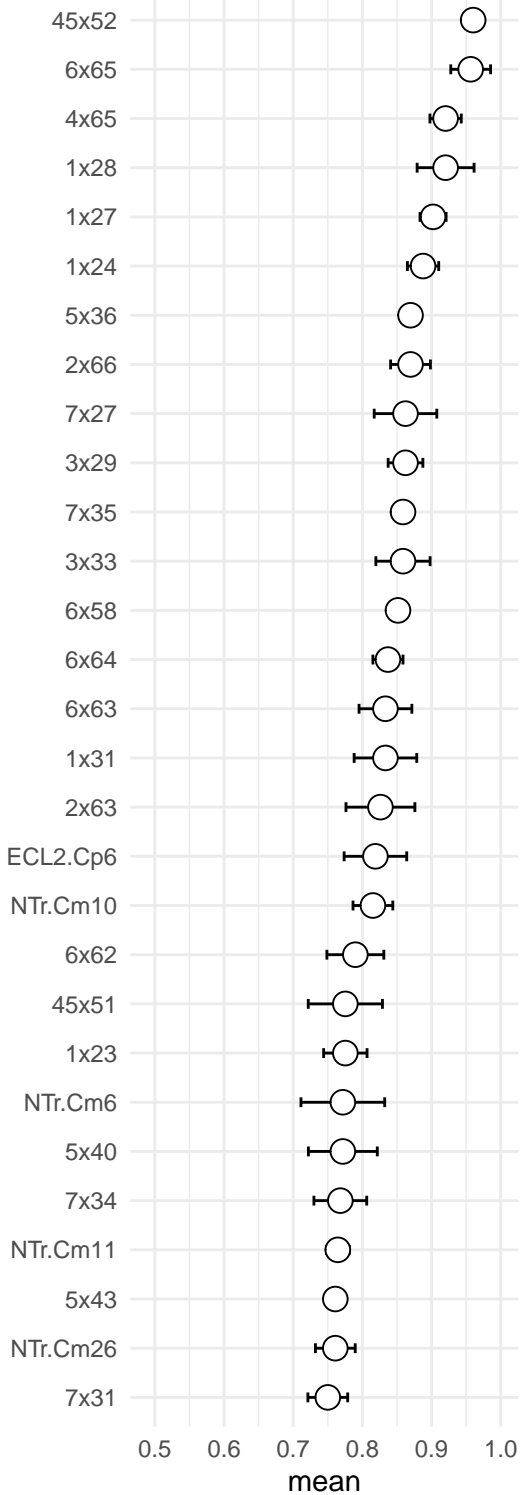 45x52
6x65
4x65
1x28
1x27
1x24
5x36
2x66
7x27
3x29
7x35
3x33
6x58
6x64
6x63
1x31
2x63
ECL2.Cp6
NTr.Cm10
6x62
45x51
1x23
NTr.Cm6
5x40
7x34
NTr.Cm11
5x43
NTr.Cm26
7x31
0.5 0.6 0.7 0.8 0.9 1.0
mean